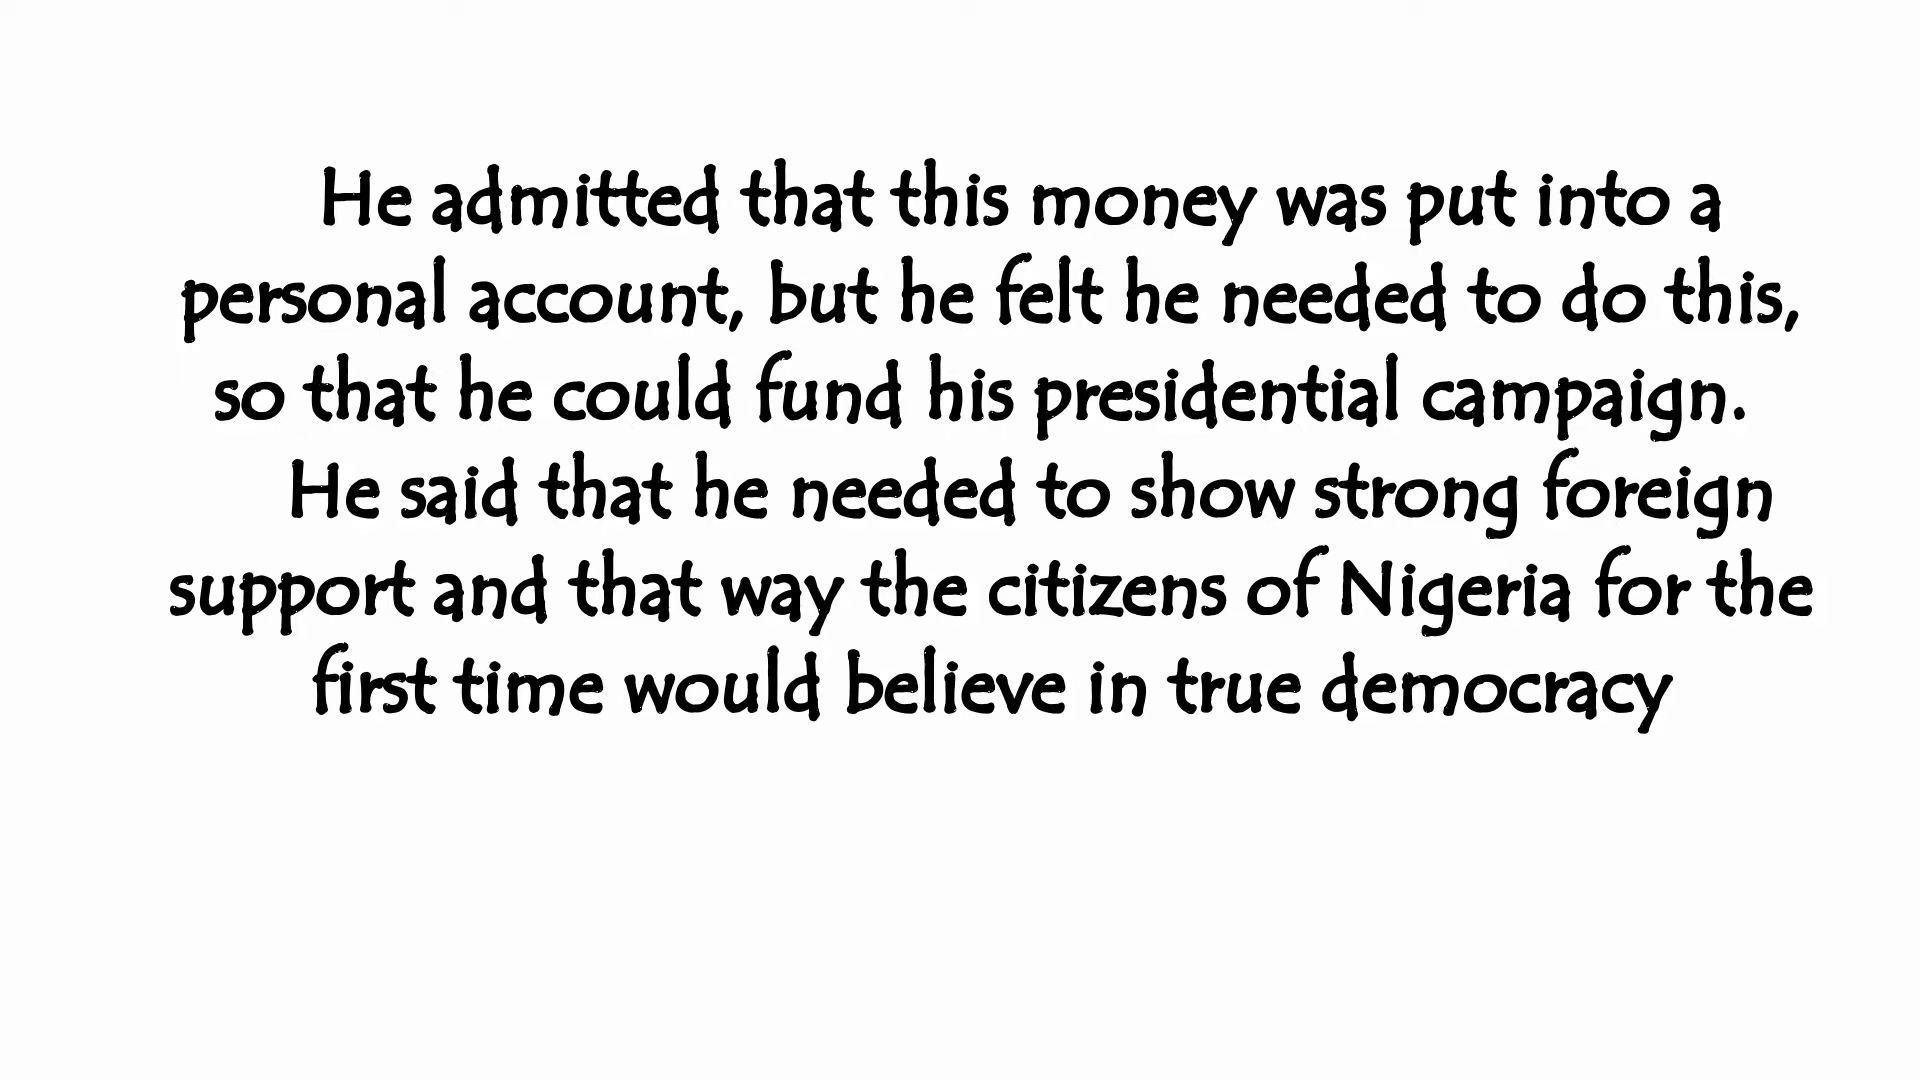 He admitted that this money was put into a
personal account, but he felt he needed to do this,
so that he could fund his presidential campaign.
He said that he needed to show strong foreign
support and that way the citizens of Nigeria for the
first time would believe in true democracy